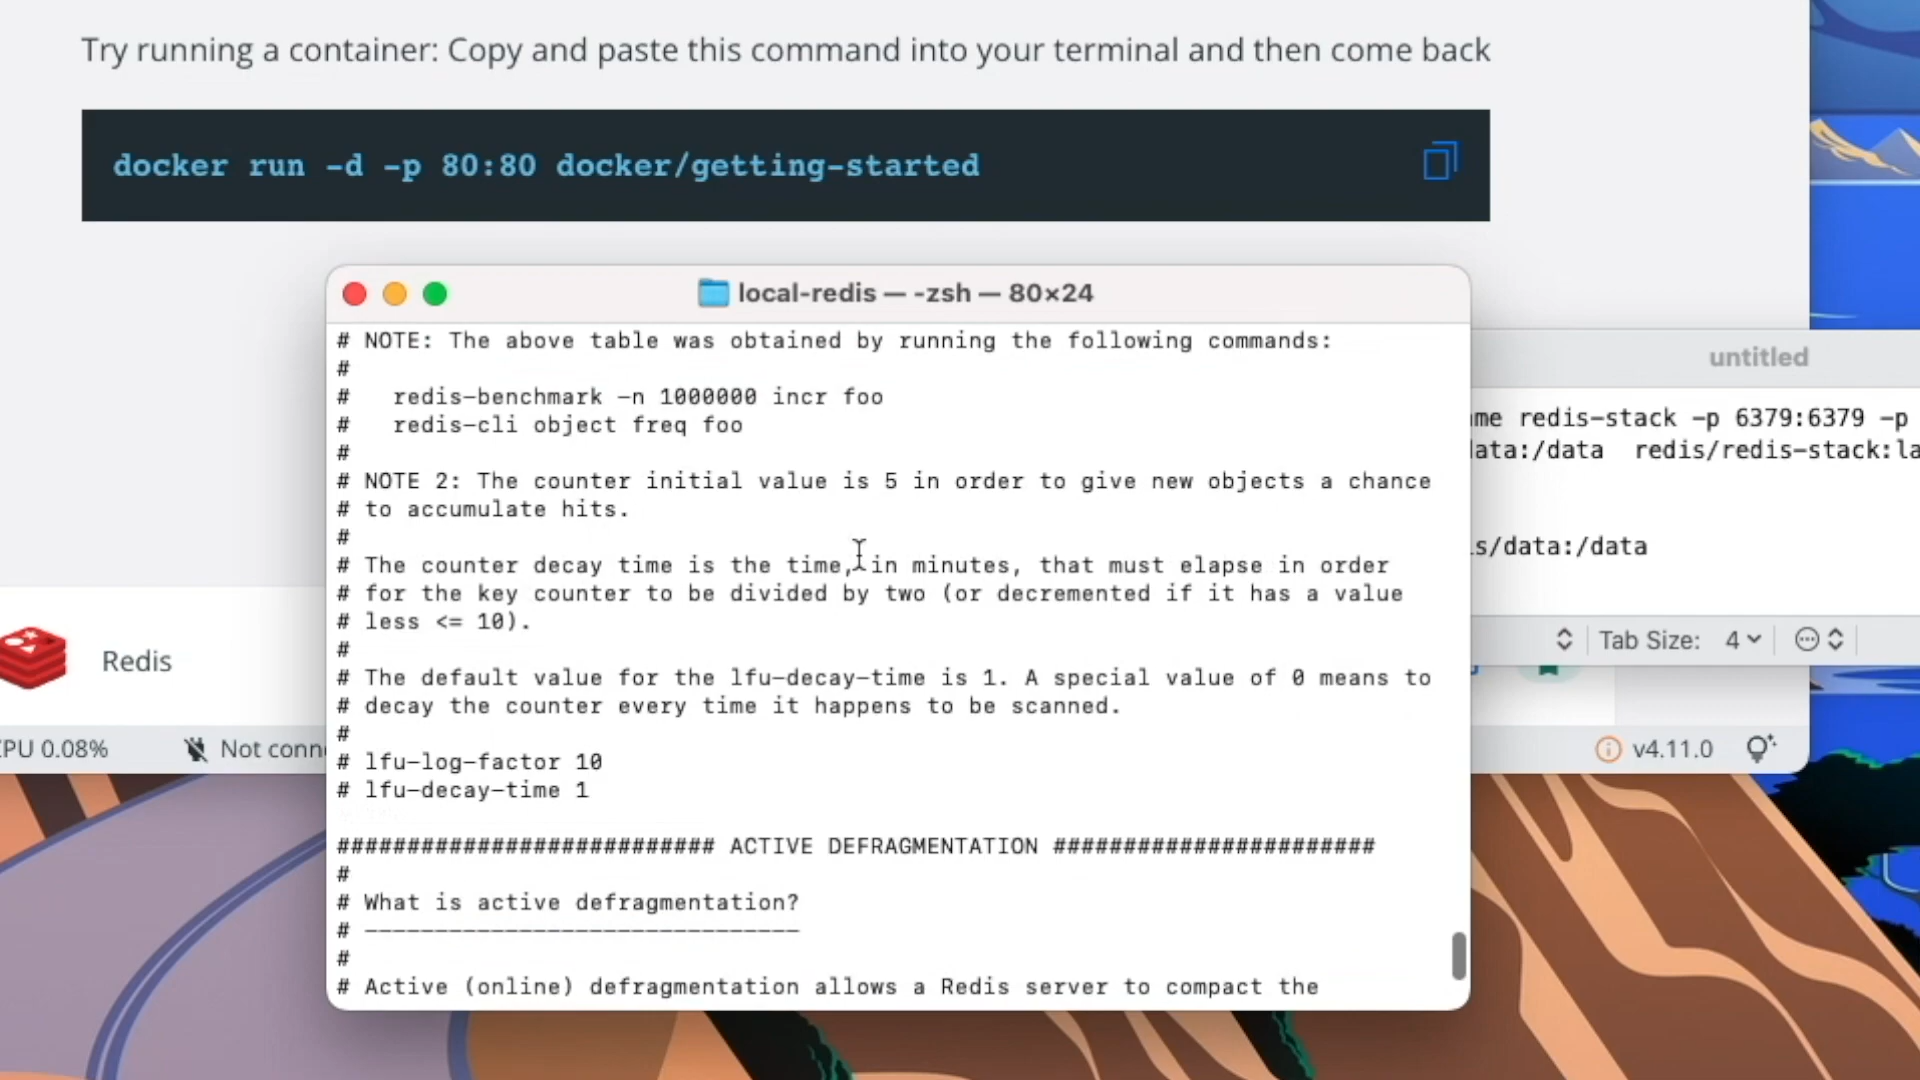 Try running a container: Copy and paste this command into your terminal and then come back
docker run -d -p 80:80 docker/getting-started
local-redis — -zsh — 80×24
# NOTE: The above table was obtained by running the following commands:
#
#   redis-benchmark -n 1000000 incr foo
#   redis-cli object freq foo
#
# NOTE 2: The counter initial value is 5 in order to give new objects a chance
# to accumulate hits.
#
# The counter decay time is the time, in minutes, that must elapse in order
# for the key counter to be divided by two (or decremented if it has a value
# less <= 10).
#
# The default value for the lfu-decay-time is 1. A special value of 0 means to
# decay the counter every time it happens to be scanned.
#
# lfu-log-factor 10
# lfu-decay-time 1
########################### ACTIVE DEFRAGMENTATION #######################
#
# What is active defragmentation?
# -------------------------------
#
# Active (online) defragmentation allows a Redis server to compact the
untitled
me redis-stack -p 6379:6379 -p
data:/data  redis/redis-stack:la
s/data:/data
Tab Size: 4
Redis
CPU 0.08%
Not conn
v4.11.0